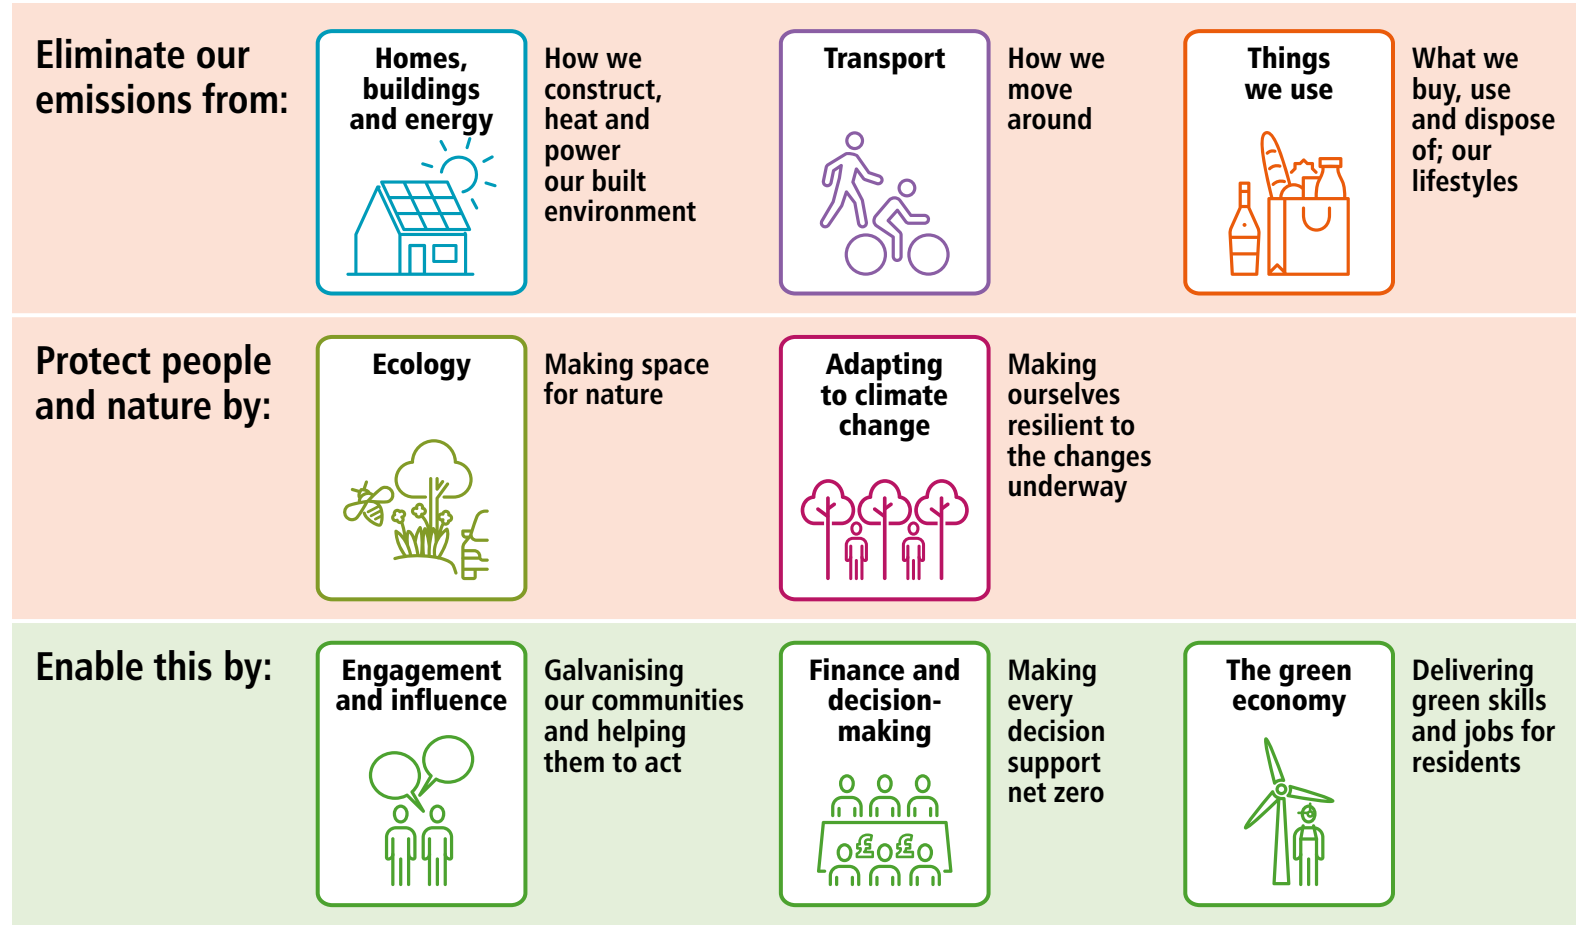 Eliminate our
emissions from:
Homes,
buildings
and energy
How we
construct,
heat and
power
our built
environment
Transport
How we
move
around
Things
we use
What we
buy, use
and dispose
of; our
lifestyles
Protect people
and nature by:
Ecology
Making space
for nature
Adapting
to climate
change
Making
ourselves
resilient to
the changes
underway
Enable this by:
Engagement
and influence
Galvanising
our communities
and helping
them to act
Finance and
decision-
making
££
Making
every
decision
support
net zero
The green
economy
Delivering
green skills
and jobs for
residents